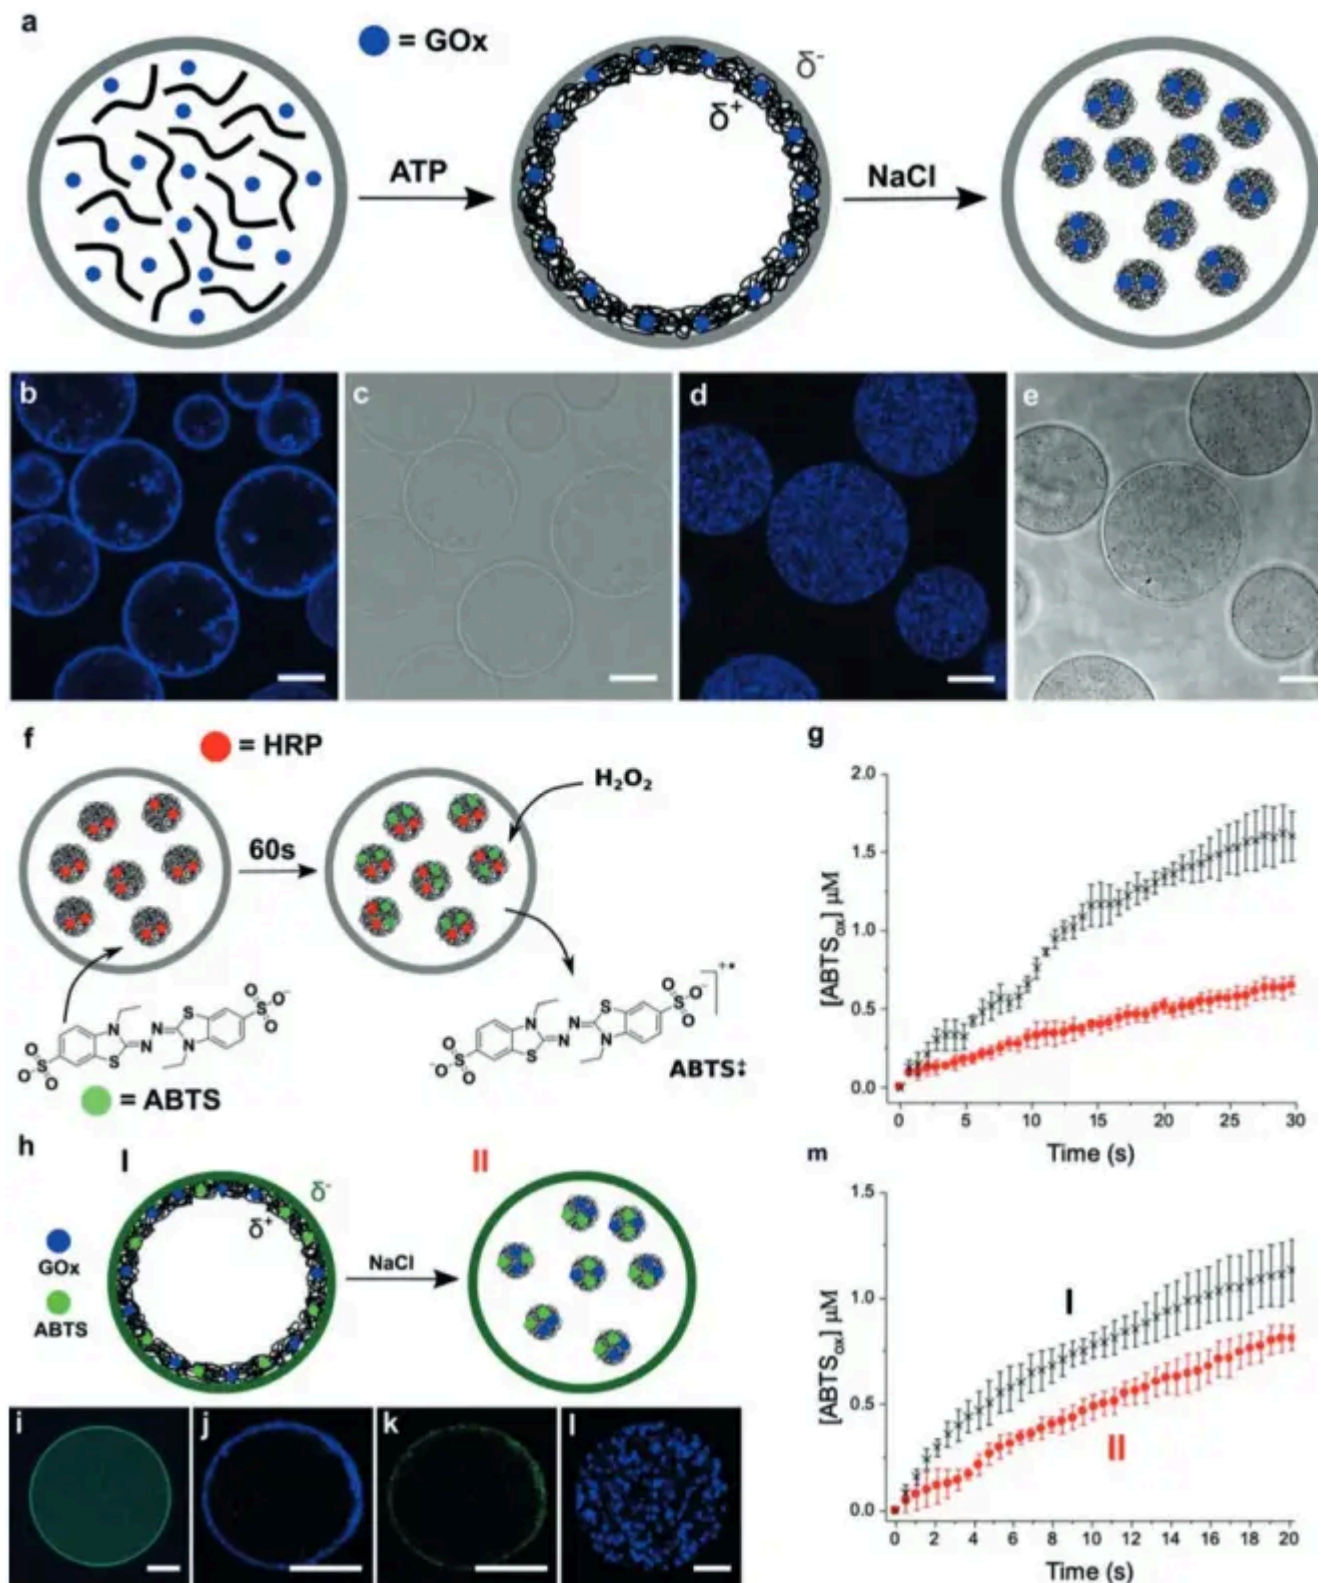 a
= GOx
δ-
δ+
ATP
NaCl
b
c
d
e
f
= HRP
H₂O₂
60s
N
N
N
N
S
S
S
S
O
O
O-
-O
O
O
= ABTS
N
N
N
N
S
S
S
S
O
O
O-
-O
O
O
+•
ABTS‡
g
[ABTSox] μM
2.0
1.5
1.0
0.5
0.0
0
5
10
15
20
25
30
Time (s)
h
I
II
δ-
δ+
GOx
ABTS
NaCl
i
j
k
l
m
[ABTSox] μM
1.5
1.0
0.5
0.0
I
II
0
2
4
6
8
10
12
14
16
18
20
Time (s)